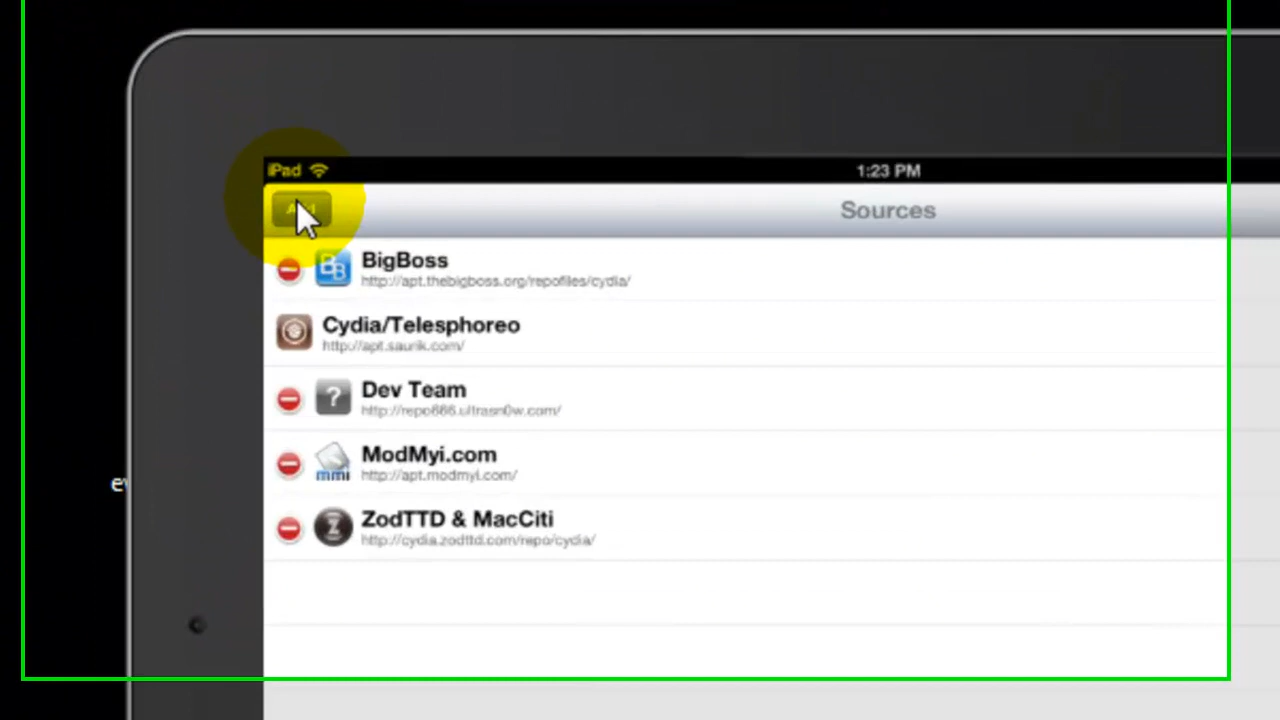 iPad
1:23 PM
Sources
BigBoss
http://apt.thebigboss.org/repofiles/cydia/
Cydia/Telesphoreo
http://apt.saurik.com/
Dev Team
http://repo666.ultrasn0w.com/
?
ModMyi.com
http://apt.modmyi.com/
mmi
ZodTTD & MacCiti
http://cydia.zodttd.com/repo/cydia/